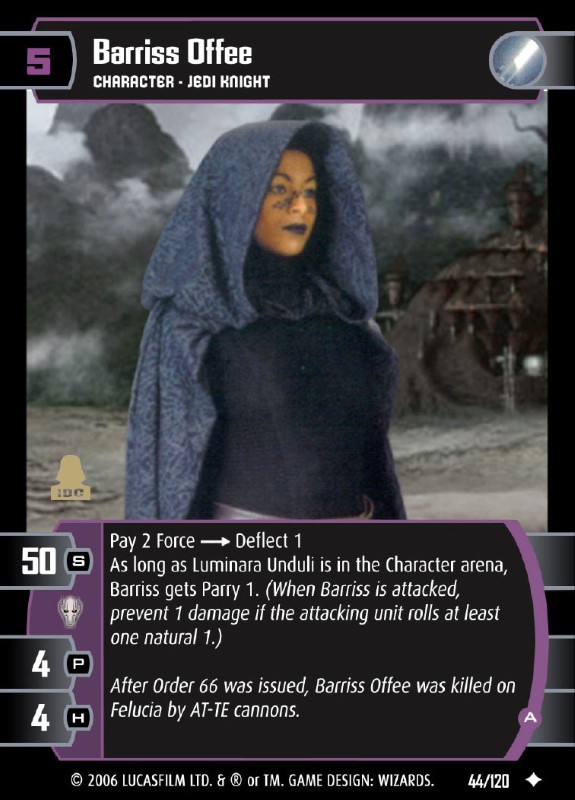 5
Barriss Offee
CHARACTER · JEDI KNIGHT
IDC
50 S
4 P
4 H
Pay 2 Force ⟶ Deflect 1
As long as Luminara Unduli is in the Character arena,
Barriss gets Parry 1. (When Barriss is attacked,
prevent 1 damage if the attacking unit rolls at least
one natural 1.)
After Order 66 was issued, Barriss Offee was killed on
Felucia by AT-TE cannons.
A
© 2006 LUCASFILM LTD. & ® or TM. GAME DESIGN: WIZARDS.
44/120